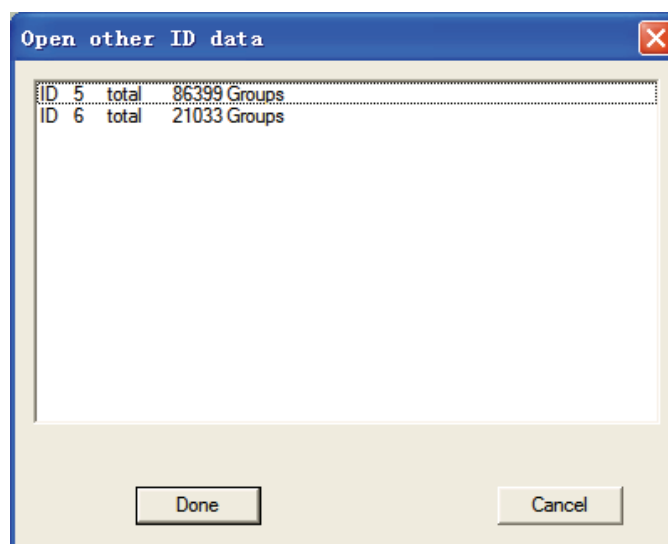 Open other ID data
ID 5 total 86399 Groups
ID 6 total 21033 Groups
Done Cancel